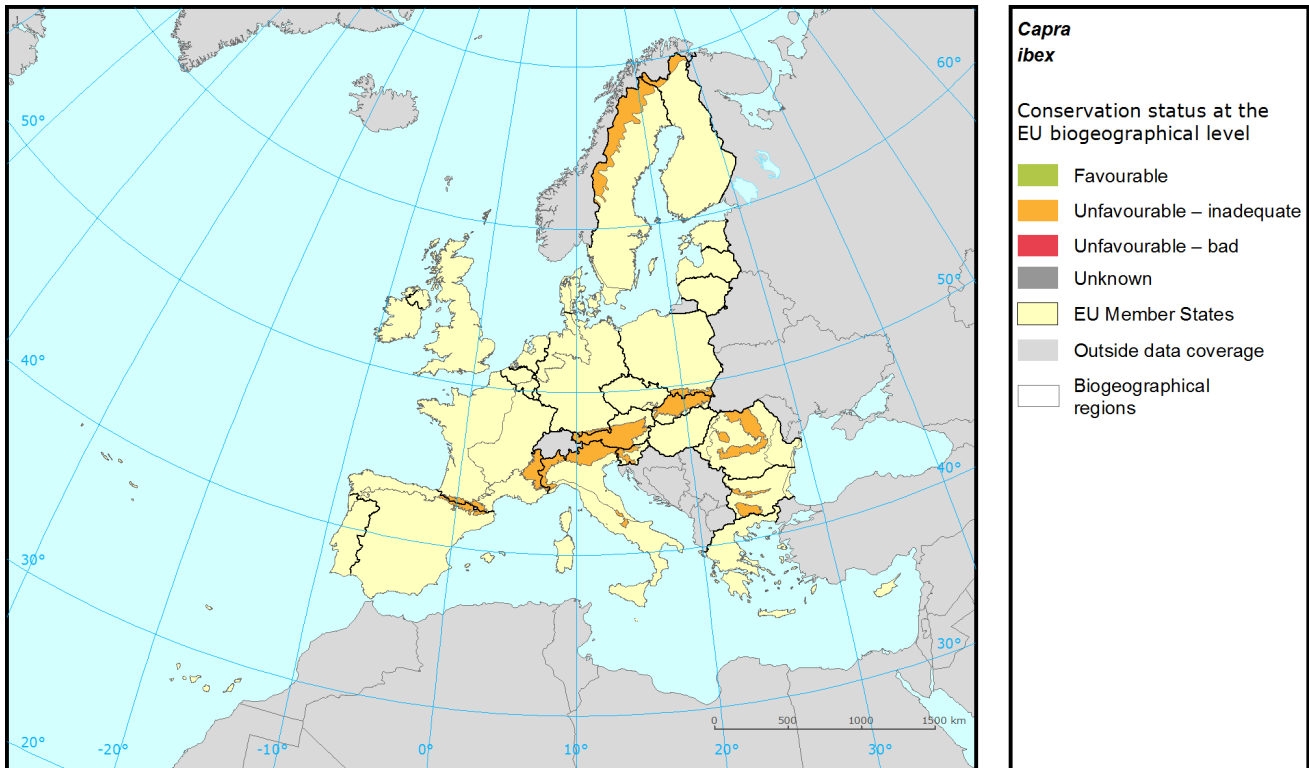 Capra
ibex
Conservation status at the
EU biogeographical level
Favourable
Unfavourable – inadequate
Unfavourable – bad
Unknown
EU Member States
Outside data coverage
Biogeographical
regions
60°
50°
50°
40°
40°
30°
30°
0 500 1000 1500 km
20° -20° -10° 0° 10° 20° 30°